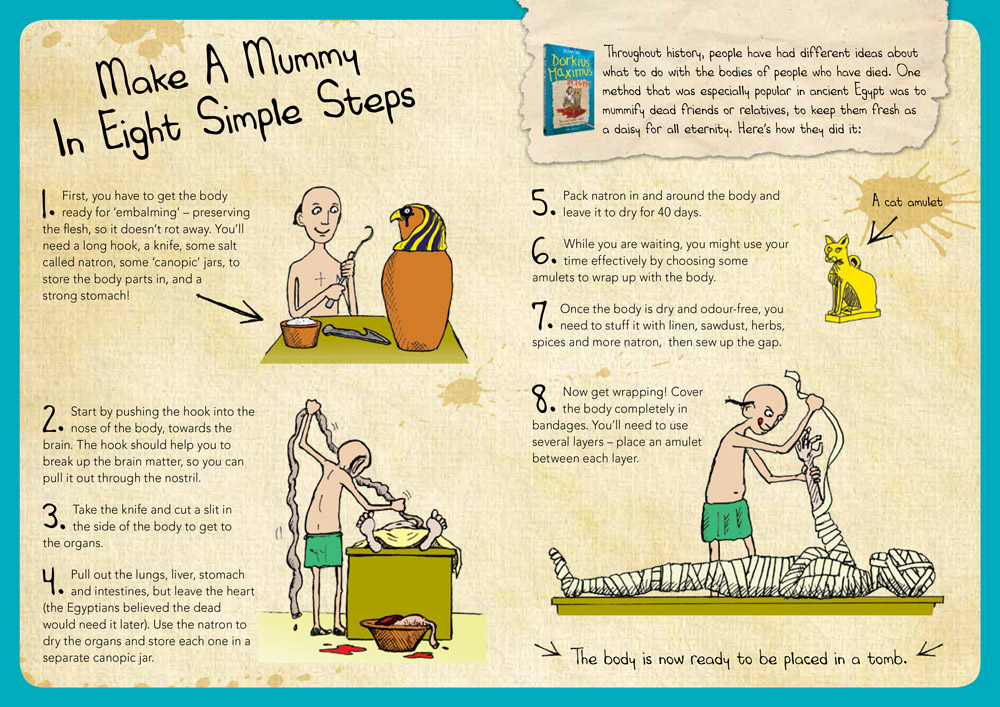 Make A Mummy
In Eight Simple Steps
Dorkius
Maximus
Throughout history, people have had different ideas about
what to do with the bodies of people who have died. One
method that was especially popular in ancient Egypt was to
mummify dead friends or relatives, to keep them fresh as
a daisy for all eternity. Here's how they did it:
1. First, you have to get the body
ready for 'embalming' – preserving
the flesh, so it doesn't rot away. You'll
need a long hook, a knife, some salt
called natron, some 'canopic' jars, to
store the body parts in, and a
strong stomach!
2. Start by pushing the hook into the
nose of the body, towards the
brain. The hook should help you to
break up the brain matter, so you can
pull it out through the nostril.
3. Take the knife and cut a slit in
the side of the body to get to
the organs.
4. Pull out the lungs, liver, stomach
and intestines, but leave the heart
(the Egyptians believed the dead
would need it later). Use the natron to
dry the organs and store each one in a
separate canopic jar.
5. Pack natron in and around the body and
leave it to dry for 40 days.
6. While you are waiting, you might use your
time effectively by choosing some
amulets to wrap up with the body.
A cat amulet
7. Once the body is dry and odour-free, you
need to stuff it with linen, sawdust, herbs,
spices and more natron, then sew up the gap.
8. Now get wrapping! Cover
the body completely in
bandages. You'll need to use
several layers – place an amulet
between each layer.
The body is now ready to be placed in a tomb.